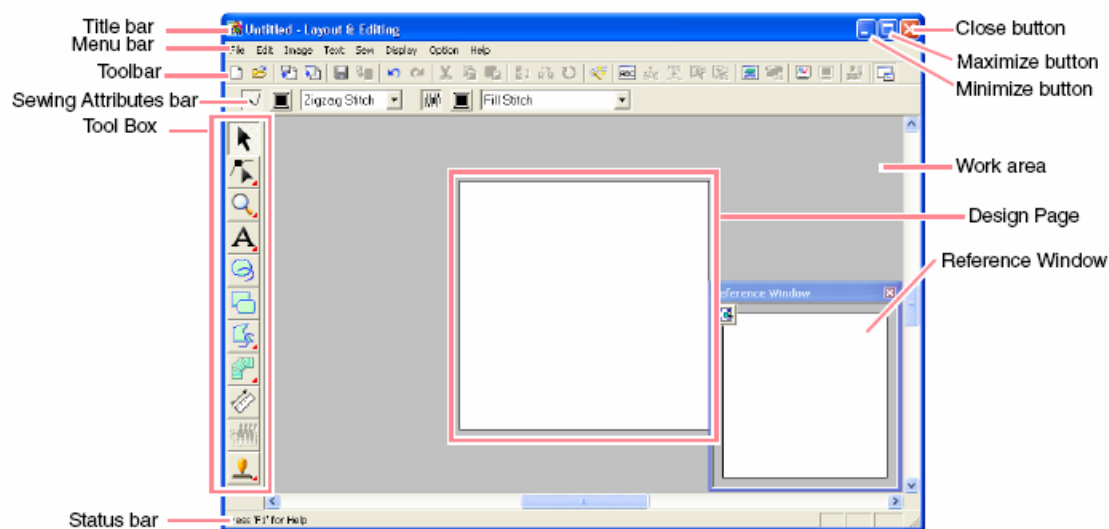 Title bar
Untitled - Layout & Editing
Close button
Menu bar
File Edit Image Text Sew Display Option Help
Maximize button
Toolbar
Minimize button
Sewing Attributes bar
Zigzag Stitch
Fill Stitch
Tool Box
A
Work area
Design Page
Reference Window
eference Window
Status bar
ress 'F1' for Help